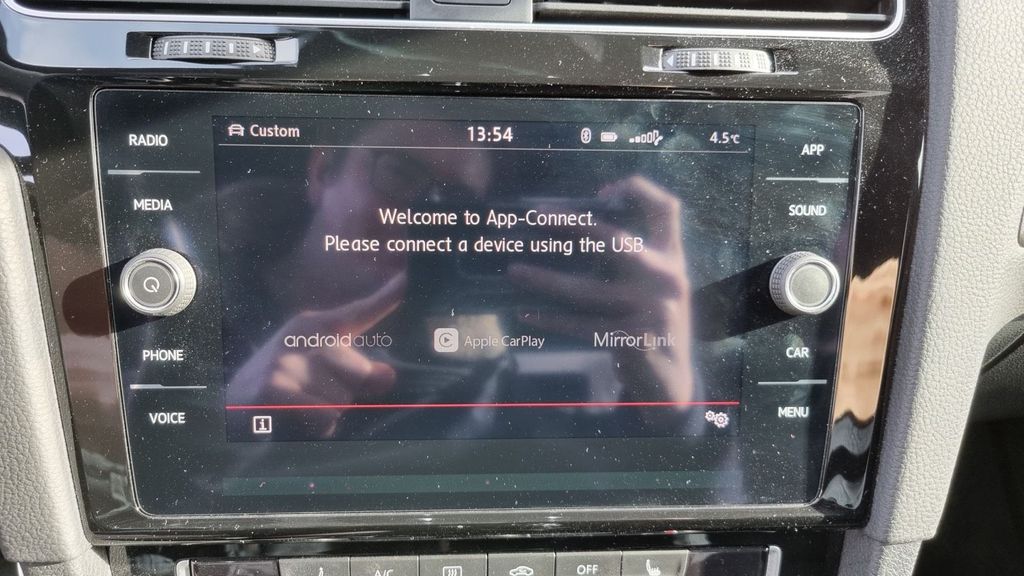 RADIO
MEDIA
PHONE
VOICE
Custom
13:54
4.5°C
Welcome to App-Connect.
Please connect a device using the USB.
androidauto
Apple CarPlay
MirrorLink
i
APP
SOUND
CAR
MENU
A/C
OFF